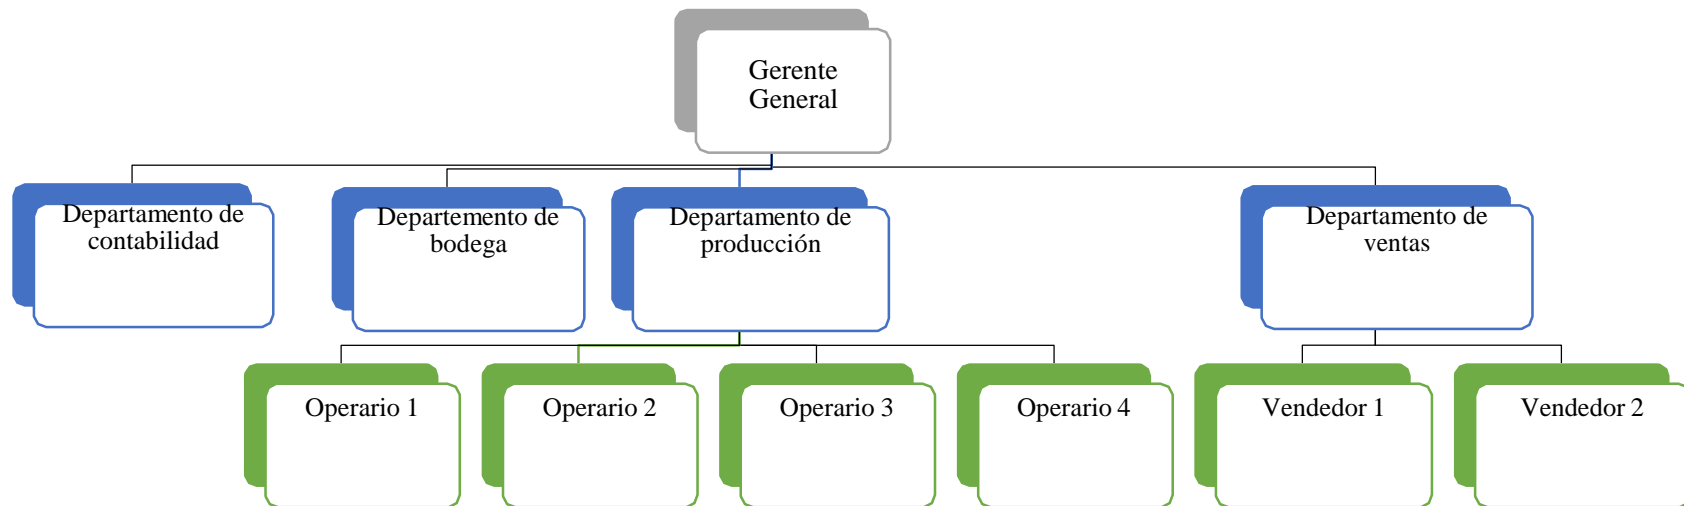 Gerente
General
Departamento de
contabilidad
Departemento de
bodega
Departamento de
producción
Departamento de
ventas
Operario 1
Operario 2
Operario 3
Operario 4
Vendedor 1
Vendedor 2